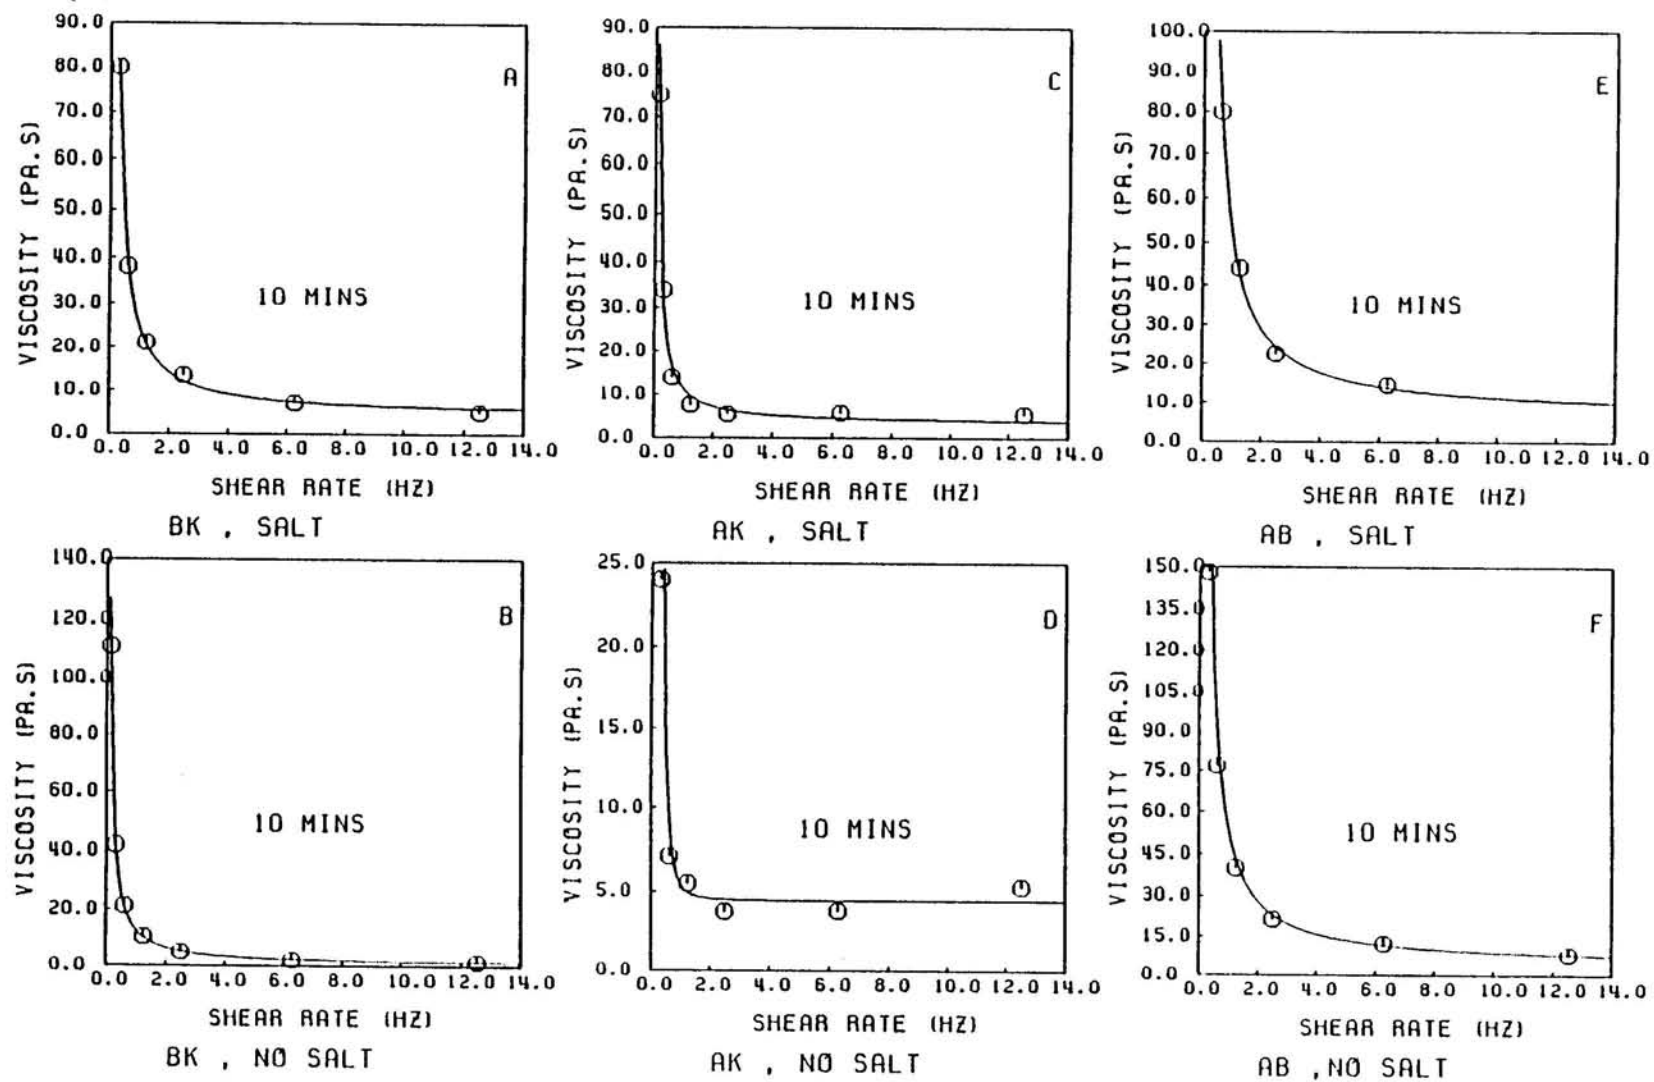 90.0
80.0
70.0
60.0
50.0
40.0
30.0
20.0
10.0
0.0
VISCOSITY (PA.S)
A
10 MINS
0.0 2.0 4.0 6.0 8.0 10.0 12.0 14.0
SHEAR RATE (HZ)
BK , SALT
90.0
80.0
70.0
60.0
50.0
40.0
30.0
20.0
10.0
0.0
VISCOSITY (PA.S)
C
10 MINS
0.0 2.0 4.0 6.0 8.0 10.0 12.0 14.0
SHEAR RATE (HZ)
AK , SALT
100.0
90.0
80.0
70.0
60.0
50.0
40.0
30.0
20.0
10.0
0.0
VISCOSITY (PA.S)
E
10 MINS
0.0 2.0 4.0 6.0 8.0 10.0 12.0 14.0
SHEAR RATE (HZ)
AB , SALT
140.0
120.0
100.0
80.0
60.0
40.0
20.0
0.0
VISCOSITY (PA.S)
B
10 MINS
0.0 2.0 4.0 6.0 8.0 10.0 12.0 14.0
SHEAR RATE (HZ)
BK , NO SALT
25.0
20.0
15.0
10.0
5.0
0.0
VISCOSITY (PA.S)
D
10 MINS
0.0 2.0 4.0 6.0 8.0 10.0 12.0 14.0
SHEAR RATE (HZ)
AK , NO SALT
150.0
135.0
120.0
105.0
90.0
75.0
60.0
45.0
30.0
15.0
0.0
VISCOSITY (PA.S)
F
10 MINS
0.0 2.0 4.0 6.0 8.0 10.0 12.0 14.0
SHEAR RATE (HZ)
AB ,NO SALT